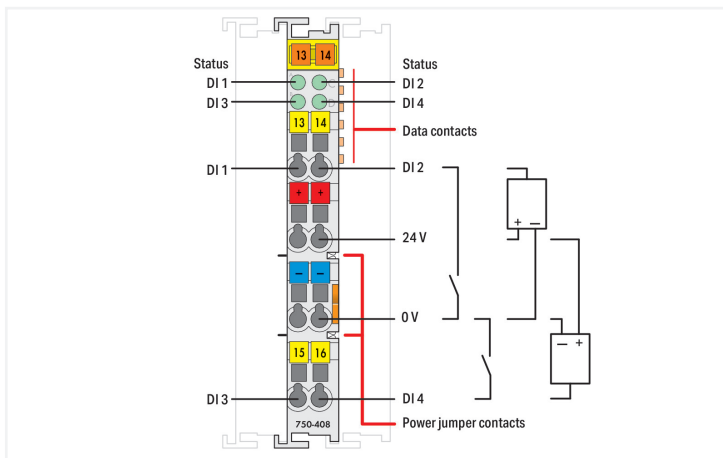 13 14
Status Status
DI 1 DI 2
DI 3 DI 4
13 14
Data contacts
DI 1 DI 2
+ +
+ −
24 V
− −
0 V
− +
15 16
DI 3 DI 4
750-408
Power jumper contacts